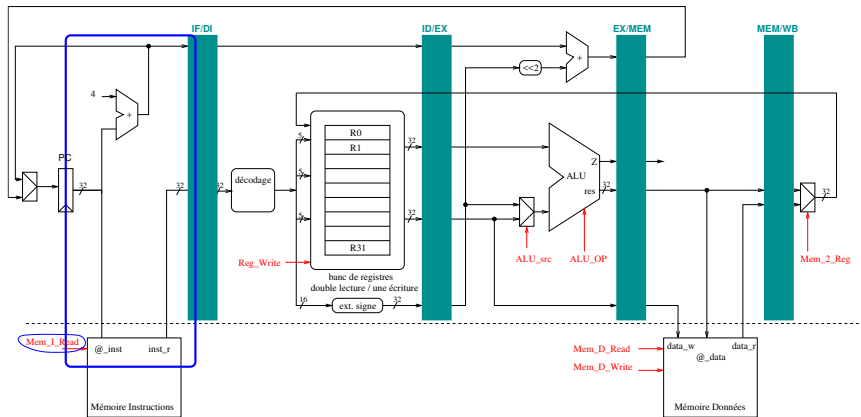 IF/DI
ID/EX
EX/MEM
MEM/WB
4
+
<<2
+
PC
32
32
32
décodage
5
5
5
R0
R1
R31
32
32
ALU
Z
res
32
32
Reg_Write
banc de registres
double lecture / une écriture
16
ext. signe
32
ALU_src
ALU_OP
Mem_2_Reg
Mem_I_Read
@_inst
inst_r
Mémoire Instructions
Mem_D_Read
Mem_D_Write
data_w
data_r
@_data
Mémoire Données